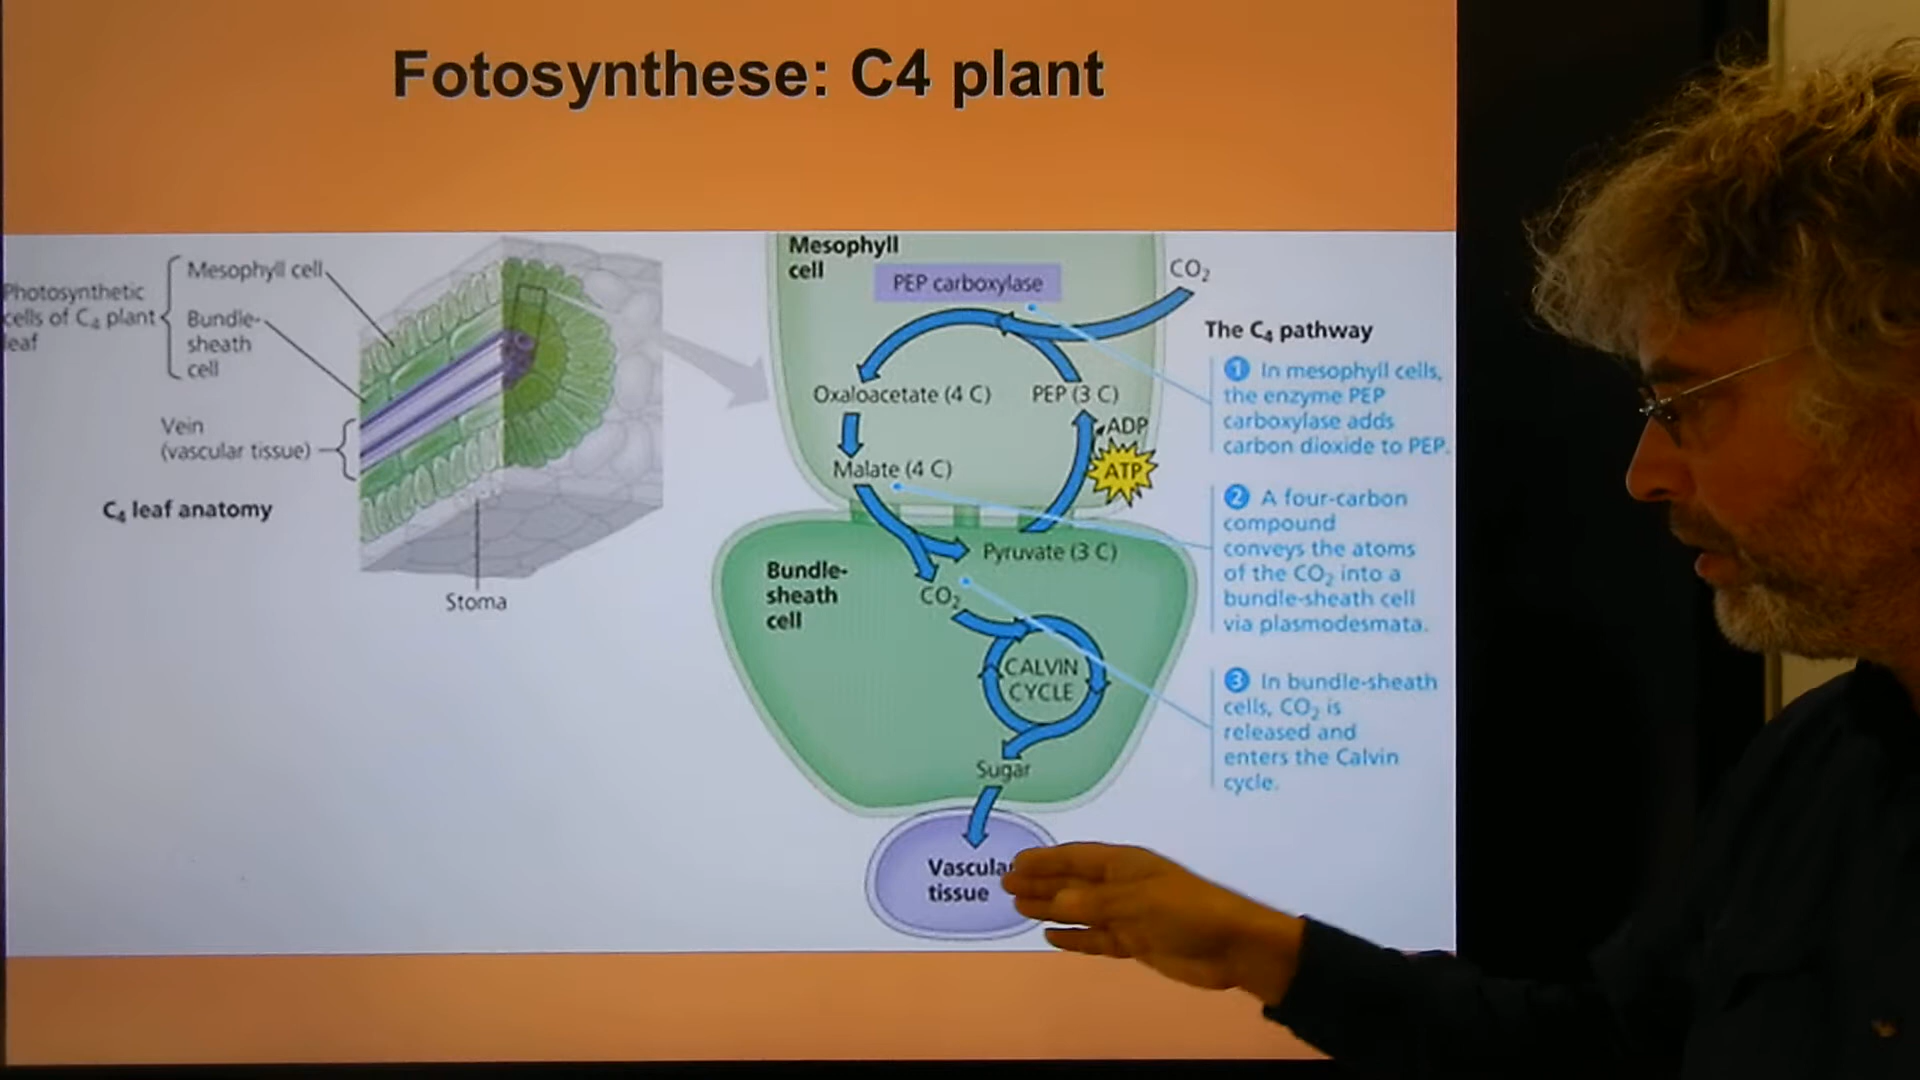 Fotosynthese: C4 plant
Photosynthetic
cells of C₄ plant
leaf
Mesophyll cell
Bundle-
sheath
cell
Vein
(vascular tissue)
C₄ leaf anatomy
Stoma
Mesophyll
cell
PEP carboxylase
CO₂
Oxaloacetate (4 C)
PEP (3 C)
ADP
Malate (4 C)
ATP
Pyruvate (3 C)
Bundle-
sheath
cell
CO₂
CALVIN
CYCLE
Sugar
Vascular
tissue
The C₄ pathway
1 In mesophyll cells,
the enzyme PEP
carboxylase adds
carbon dioxide to PEP.
2 A four-carbon
compound
conveys the atoms
of the CO₂ into a
bundle-sheath cell
via plasmodesmata.
3 In bundle-sheath
cells, CO₂ is
released and
enters the Calvin
cycle.